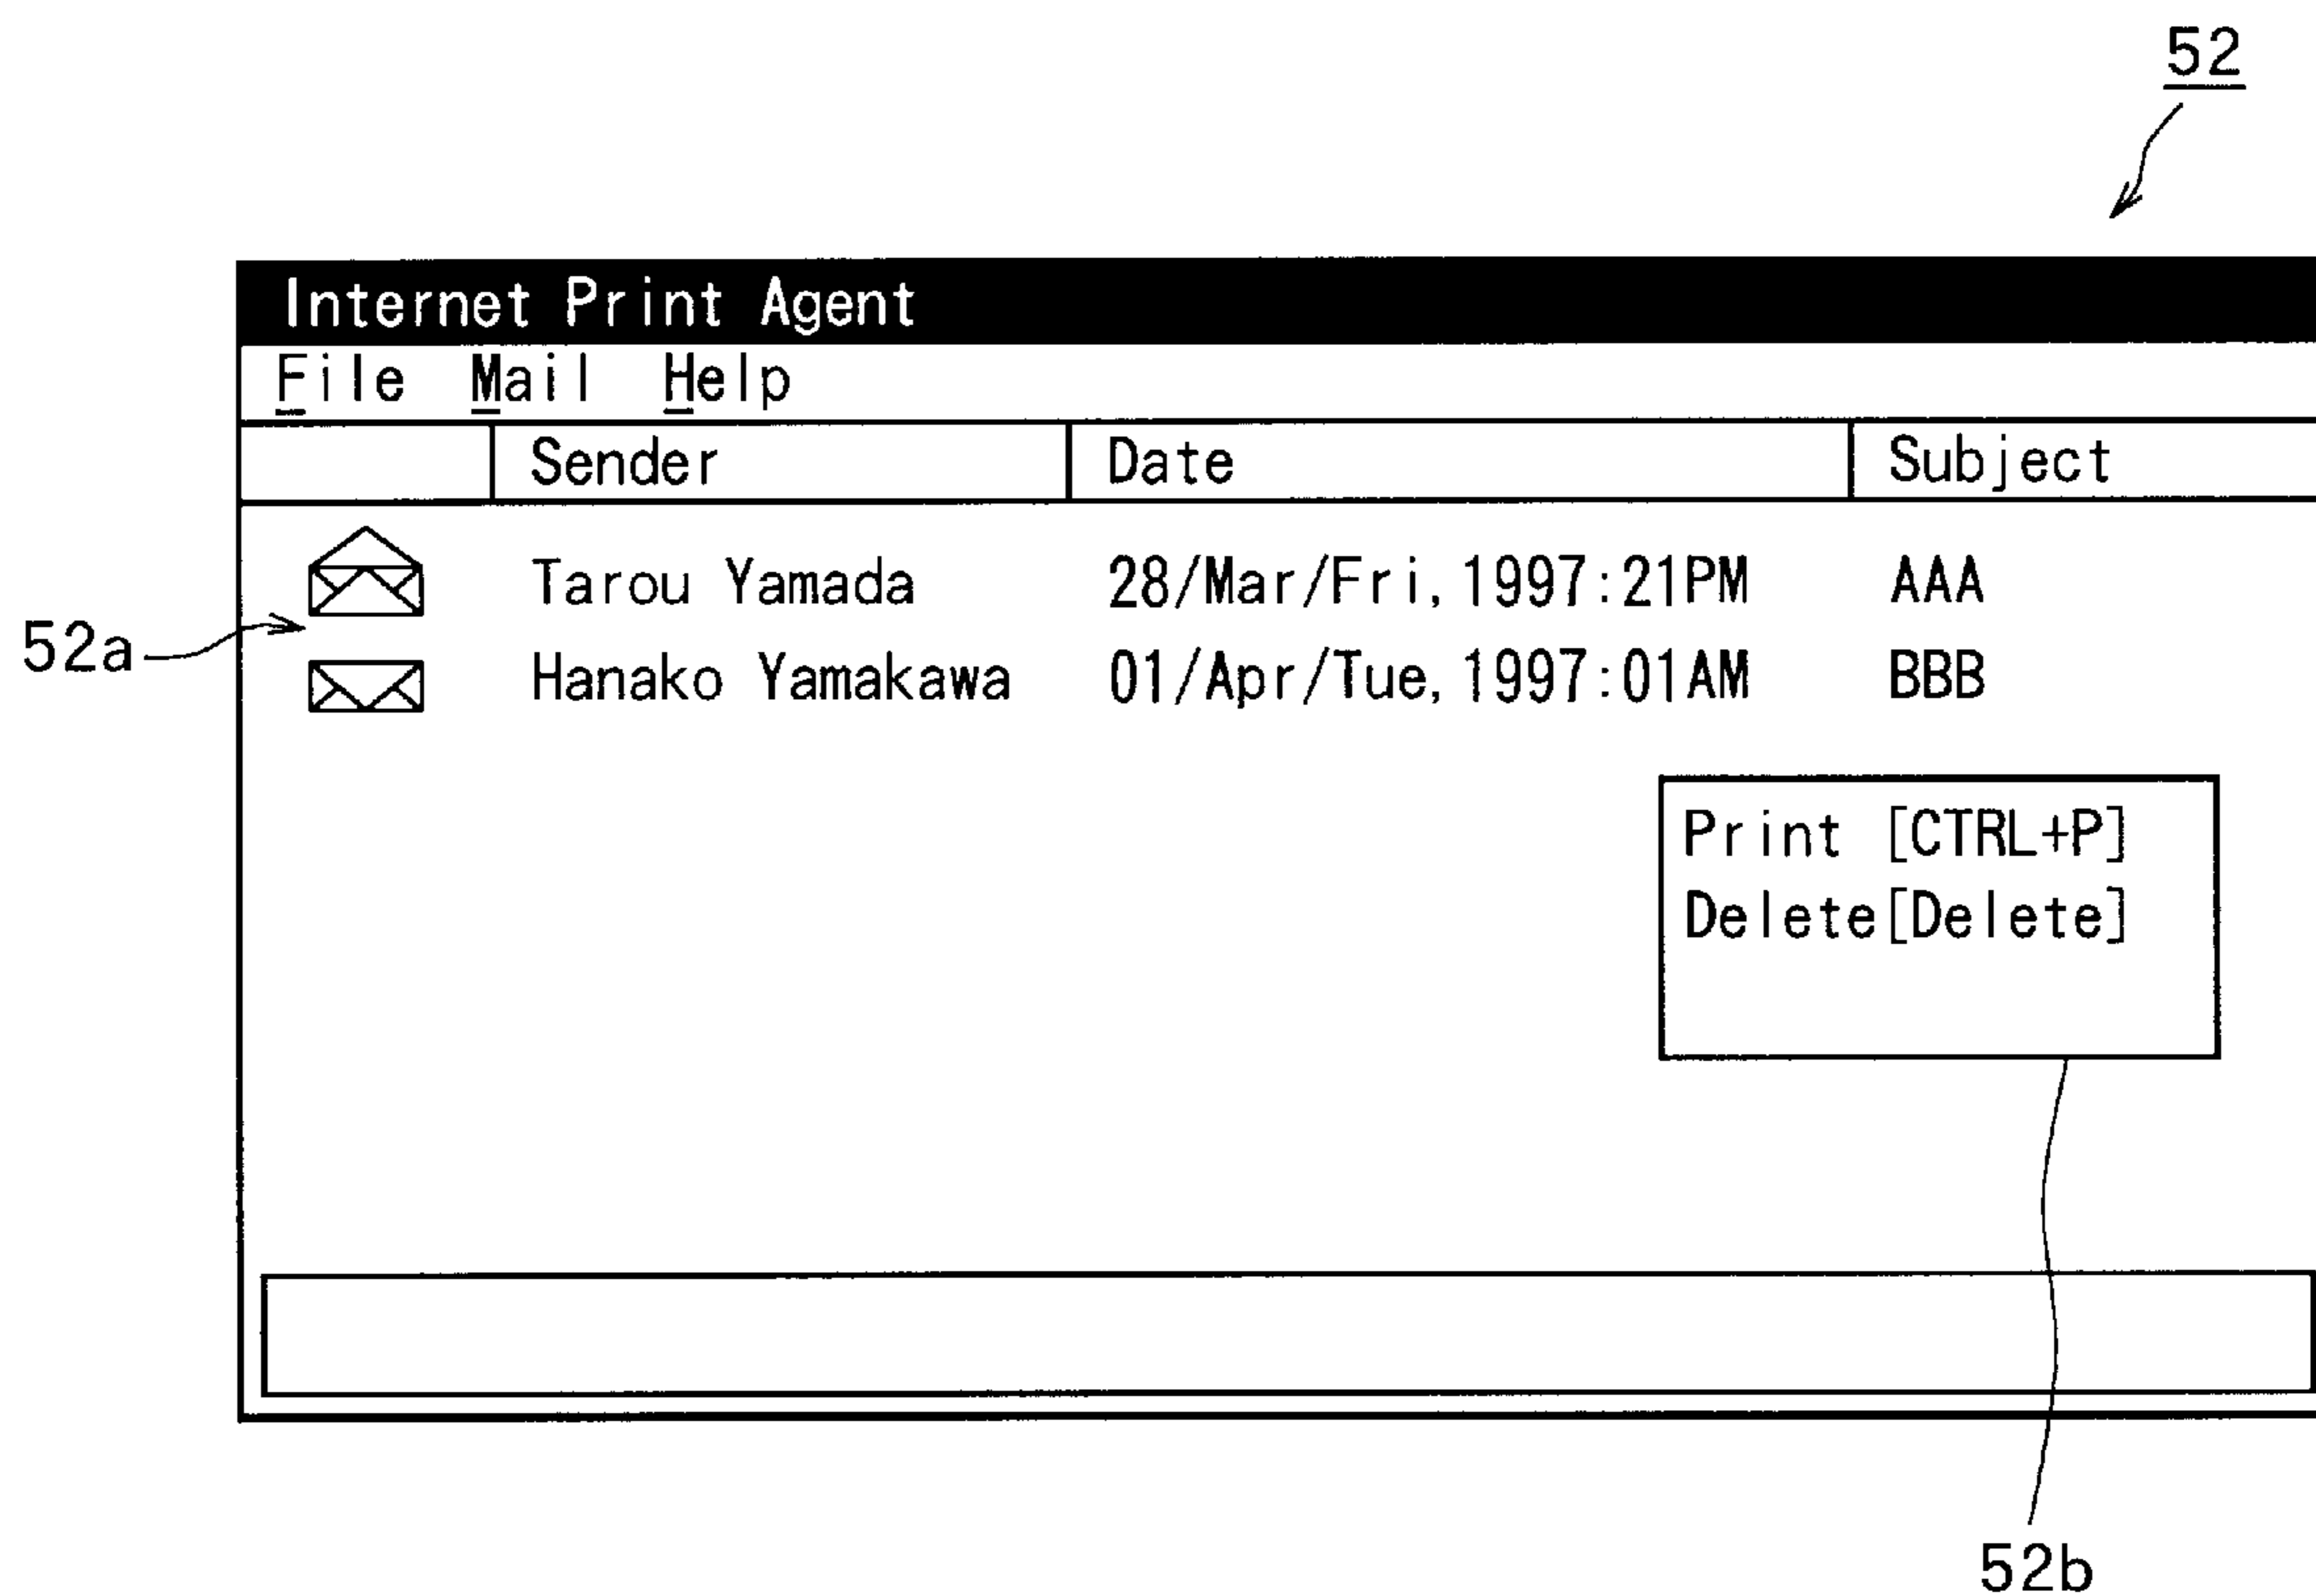 52
Internet Print Agent
File Mail Help
Sender Date Subject
Tarou Yamada 28/Mar/Fri, 1997:21PM AAA
52a
Hanako Yamakawa 01/Apr/Tue, 1997:01AM BBB
Print [CTRL+P]
Delete[Delete]
52b